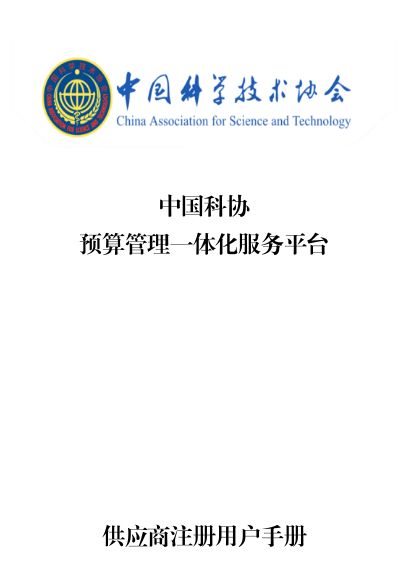 中国科学技术协会
China Association for Science and Technology
中国科协
预算管理一体化服务平台
供应商注册用户手册